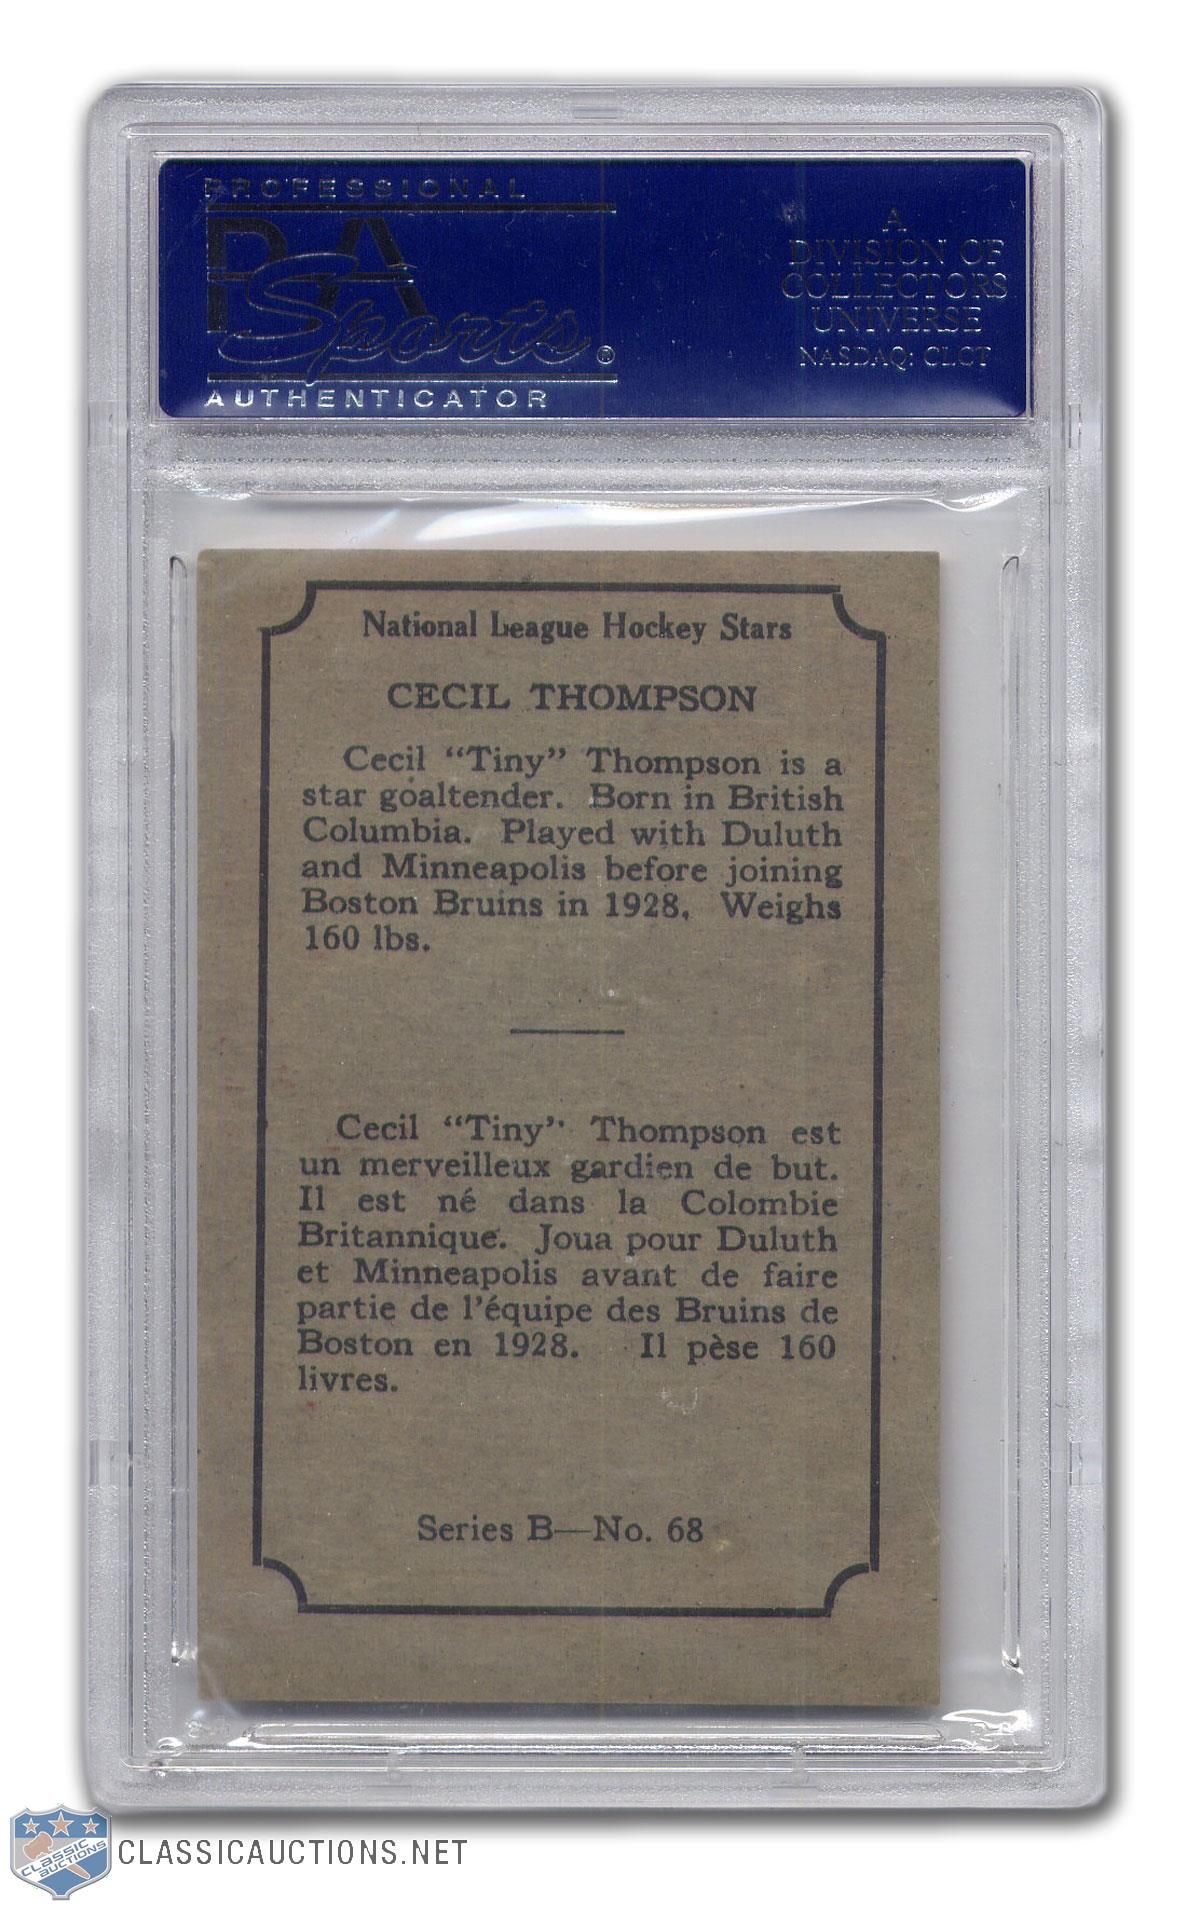 PROFESSIONAL
PSA
Sports®
AUTHENTICATOR
A
DIVISION OF
COLLECTORS
UNIVERSE
NASDAQ: CLCT
National League Hockey Stars
CECIL THOMPSON
Cecil "Tiny" Thompson is a
star goaltender. Born in British
Columbia. Played with Duluth
and Minneapolis before joining
Boston Bruins in 1928. Weighs
160 lbs.
Cecil "Tiny" Thompson est
un merveilleux gardien de but.
Il est né dans la Colombie
Britannique. Joua pour Duluth
et Minneapolis avant de faire
partie de l'équipe des Bruins de
Boston en 1928. Il pèse 160
livres.
Series B—No. 68
CLASSIC
AUCTIONS
CLASSICAUCTIONS.NET